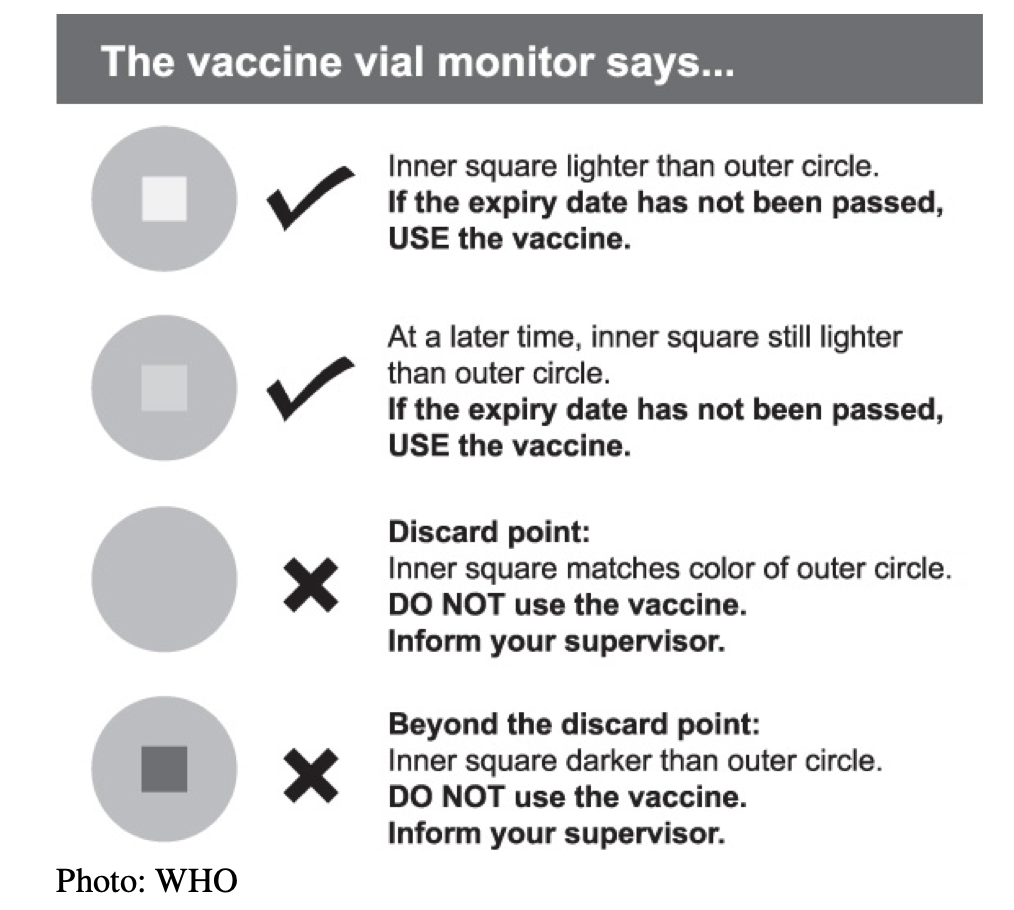 The vaccine vial monitor says...
Inner square lighter than outer circle.
If the expiry date has not been passed,
USE the vaccine.
At a later time, inner square still lighter
than outer circle.
If the expiry date has not been passed,
USE the vaccine.
Discard point:
Inner square matches color of outer circle.
DO NOT use the vaccine.
Inform your supervisor.
Beyond the discard point:
Inner square darker than outer circle.
DO NOT use the vaccine.
Inform your supervisor.
Photo: WHO